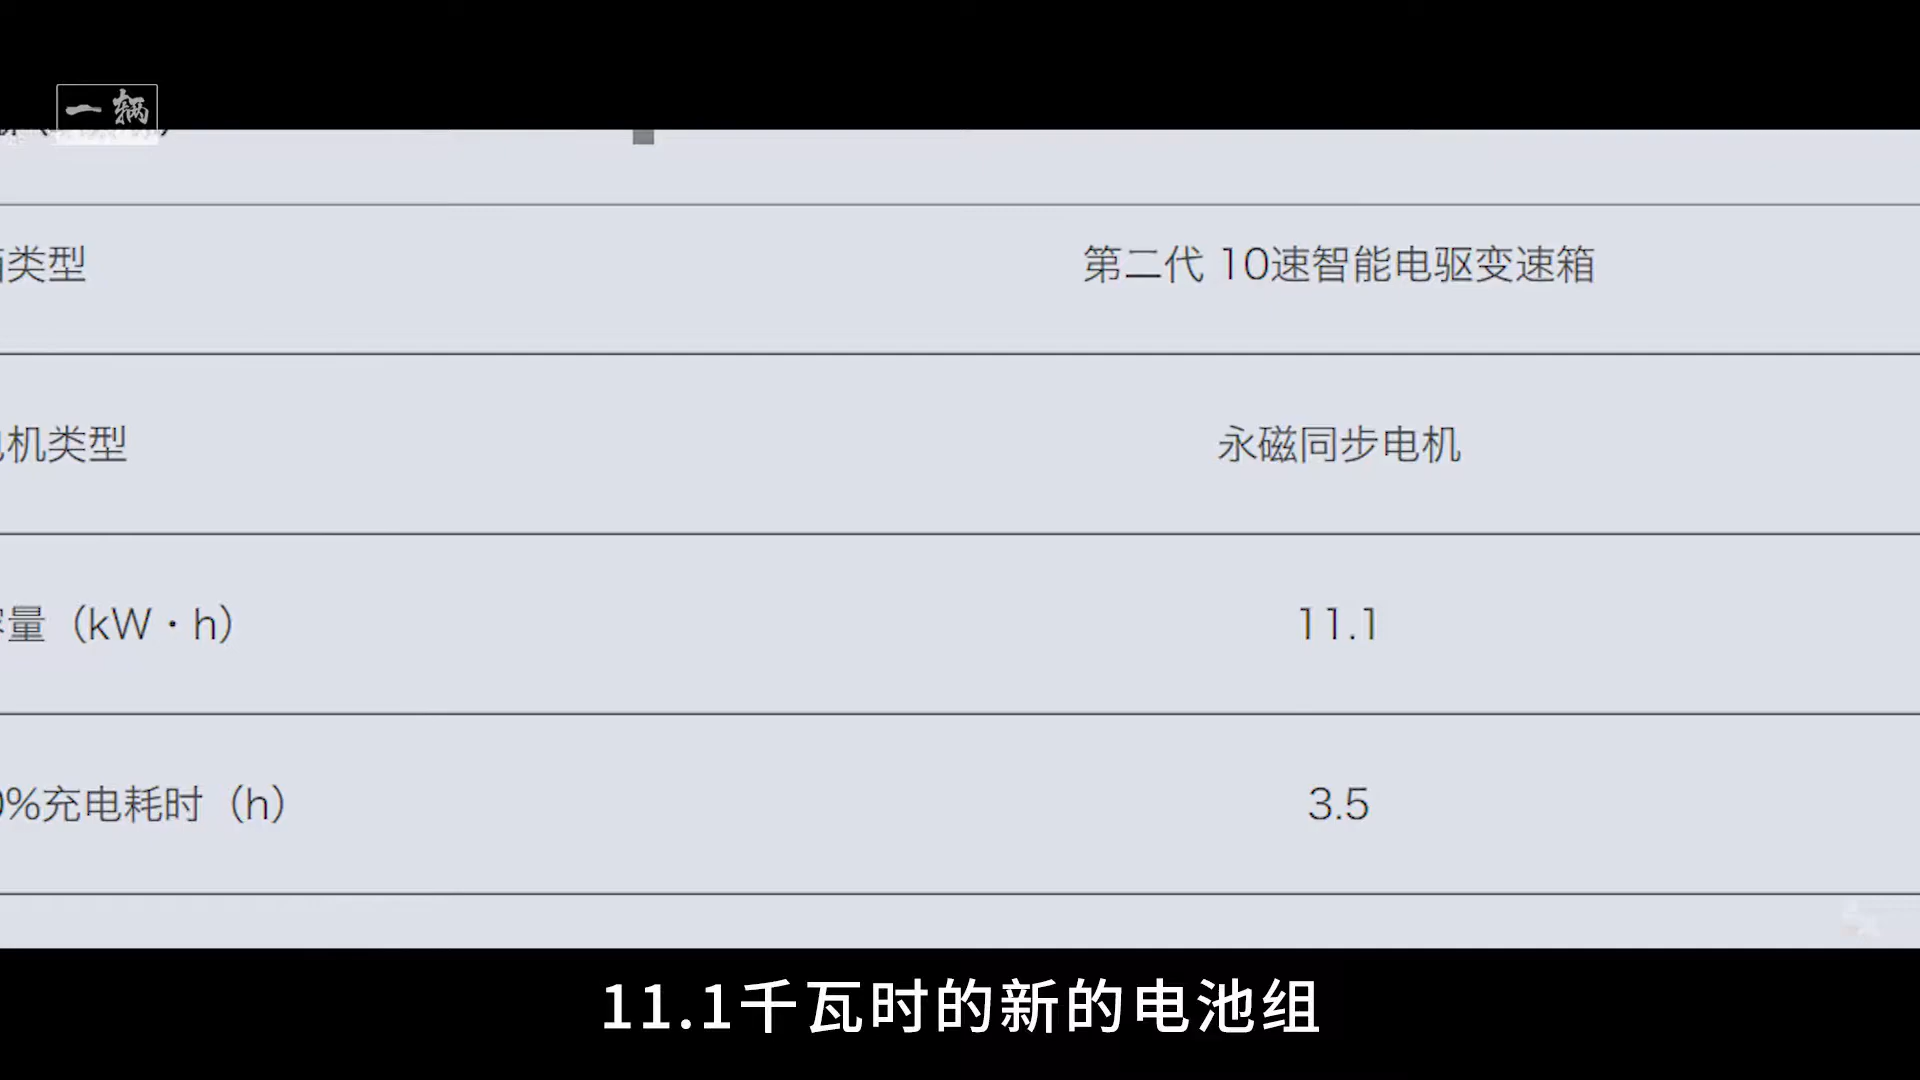 一辆
类型
第二代 10速智能电驱变速箱
机类型
永磁同步电机
量（kW·h）
11.1
%充电耗时（h）
3.5
11.1千瓦时的新的电池组